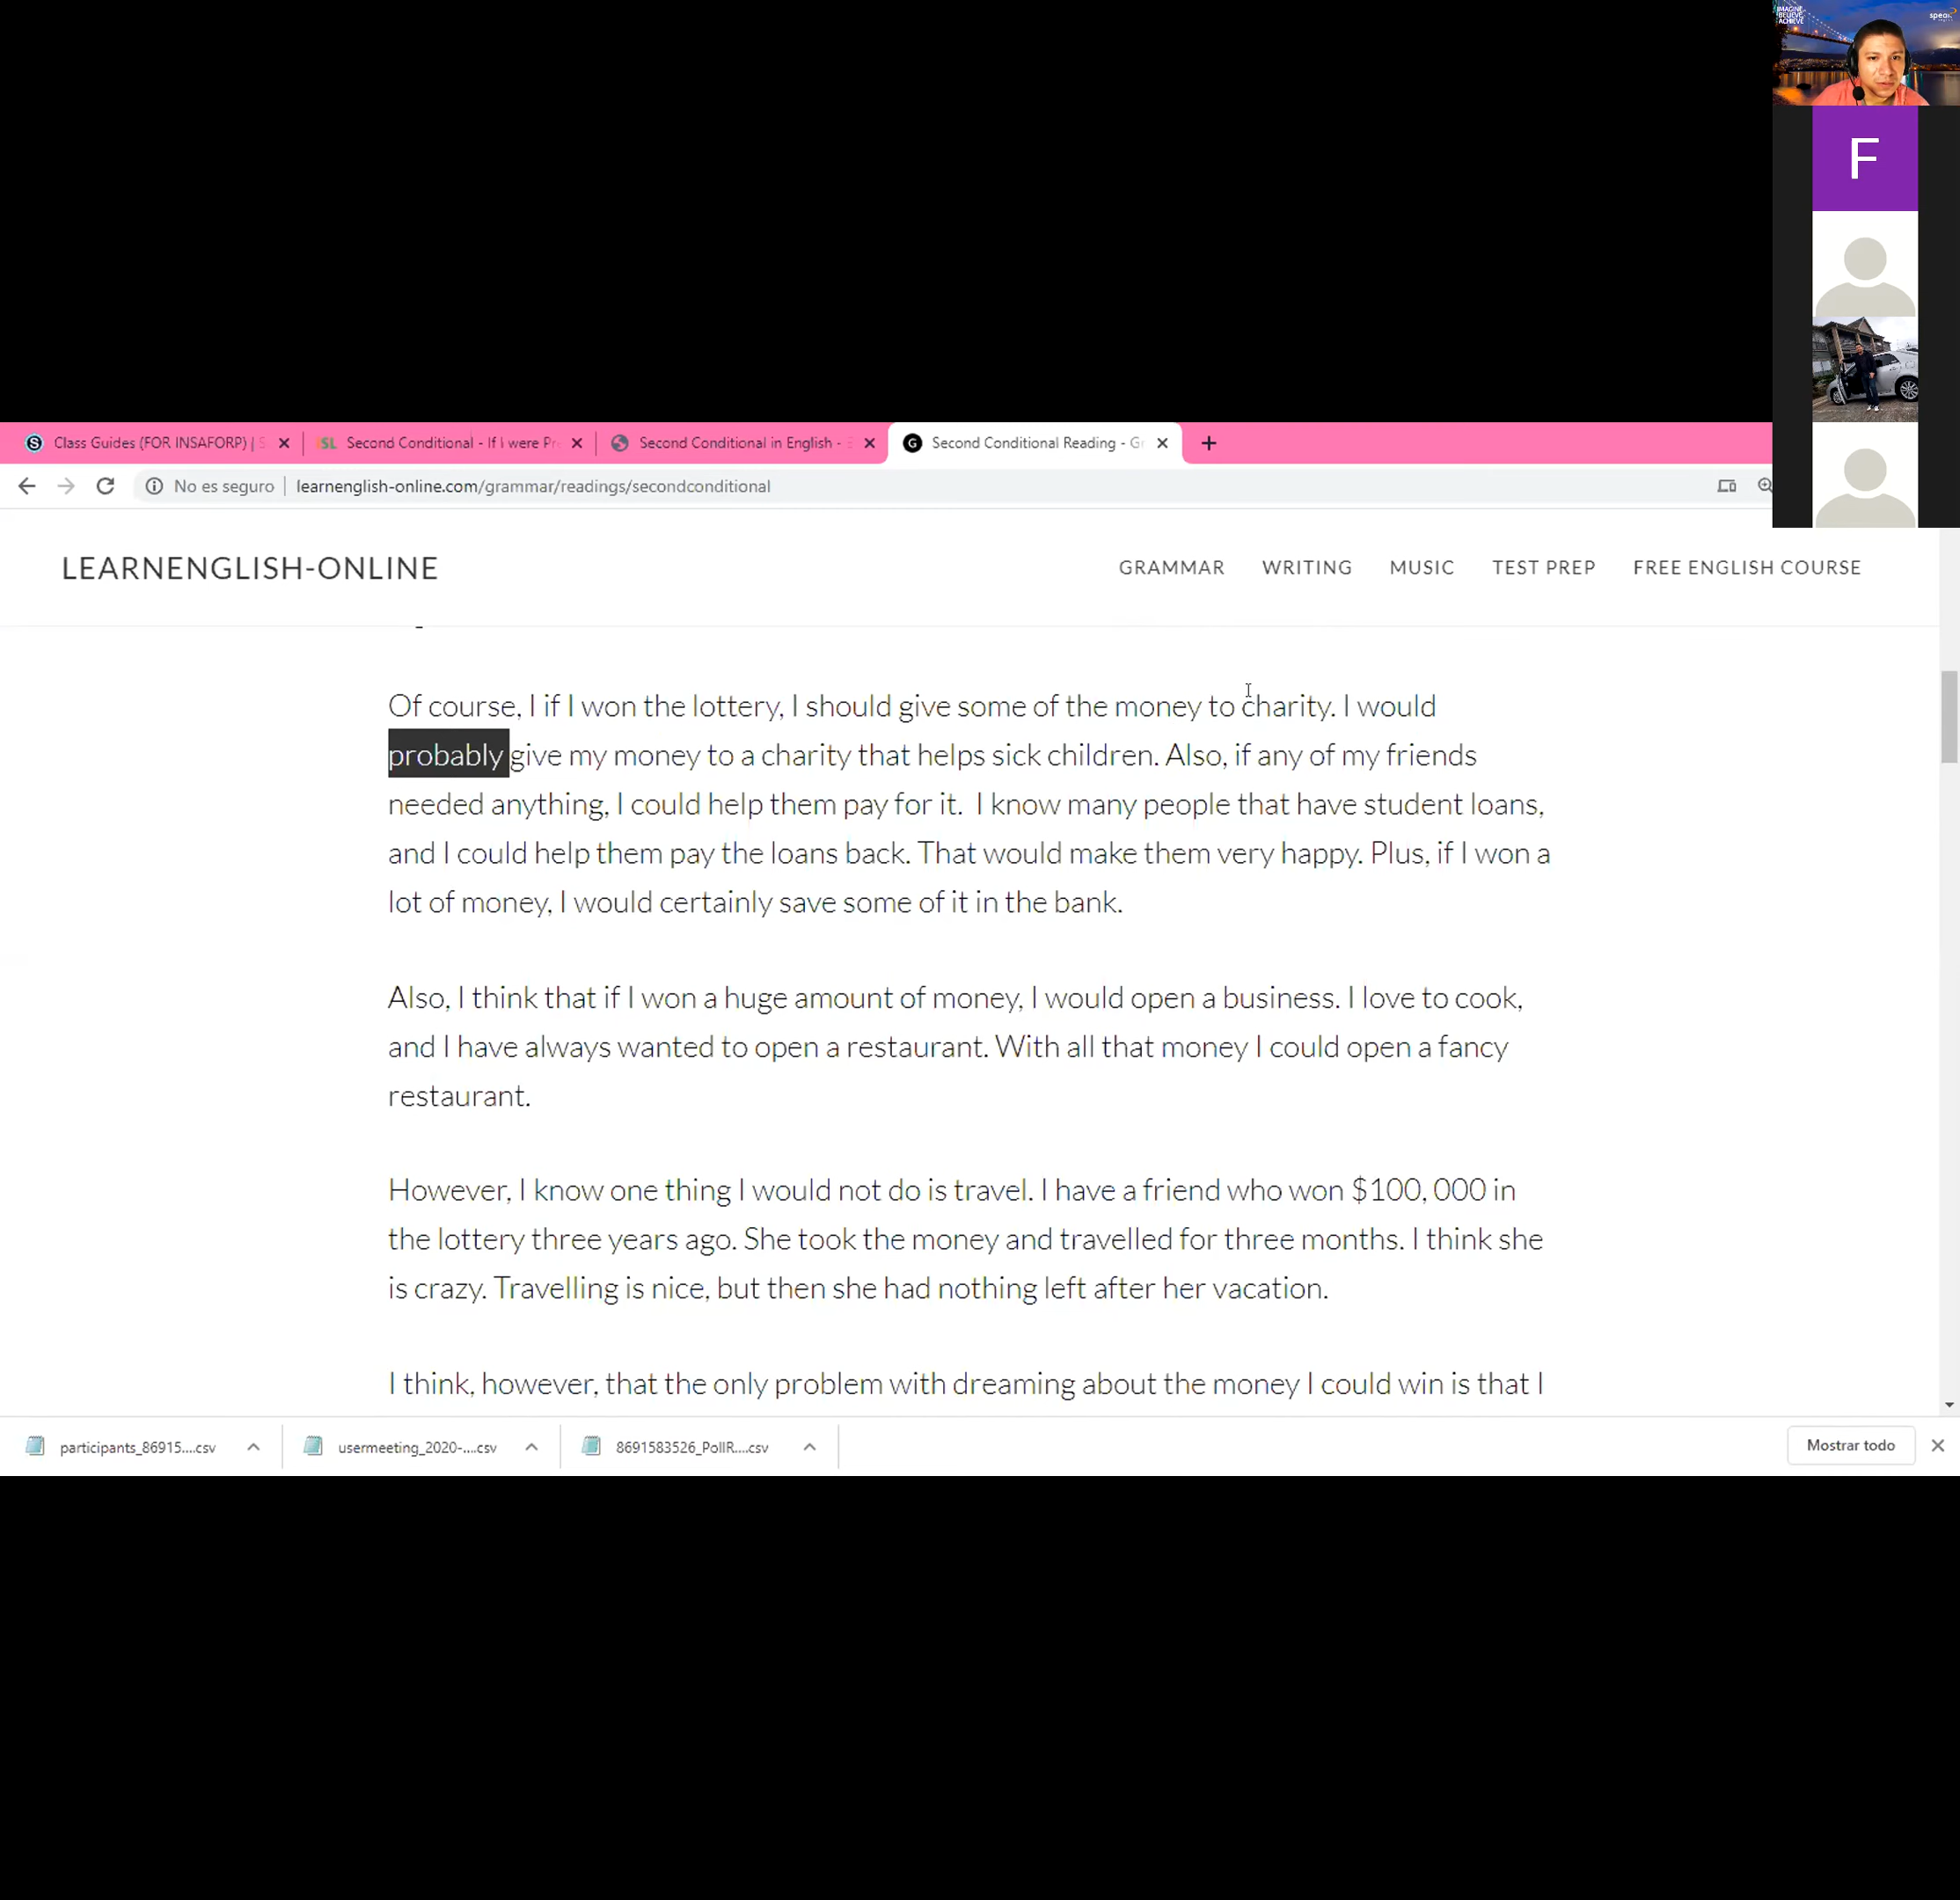 IMAGINE
BELIEVE
ACHIEVE
F
Class Guides (FOR INSAFORP) |
SL Second Conditional - If I were Pr
Second Conditional in English -
G Second Conditional Reading - Gr
No es seguro | learnenglish-online.com/grammar/readings/secondconditional
LEARNENGLISH-ONLINE
GRAMMAR WRITING MUSIC TEST PREP FREE ENGLISH COURSE
Of course, I if I won the lottery, I should give some of the money to charity. I would
probably give my money to a charity that helps sick children. Also, if any of my friends
needed anything, I could help them pay for it. I know many people that have student loans,
and I could help them pay the loans back. That would make them very happy. Plus, if I won a
lot of money, I would certainly save some of it in the bank.
Also, I think that if I won a huge amount of money, I would open a business. I love to cook,
and I have always wanted to open a restaurant. With all that money I could open a fancy
restaurant.
However, I know one thing I would not do is travel. I have a friend who won $100, 000 in
the lottery three years ago. She took the money and travelled for three months. I think she
is crazy. Travelling is nice, but then she had nothing left after her vacation.
I think, however, that the only problem with dreaming about the money I could win is that I
participants_86915....csv
usermeeting_2020-....csv
8691583526_PollR....csv
Mostrar todo